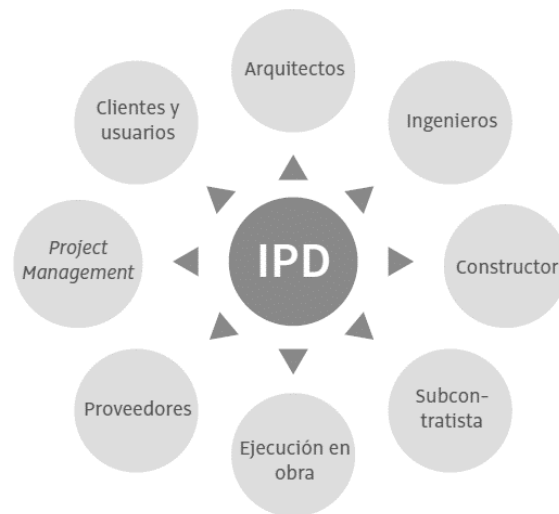 Arquitectos
Clientes y
usuarios
Ingenieros
Project
Management
IPD
Constructor
Proveedores
Subcon-
tratista
Ejecución en
obra